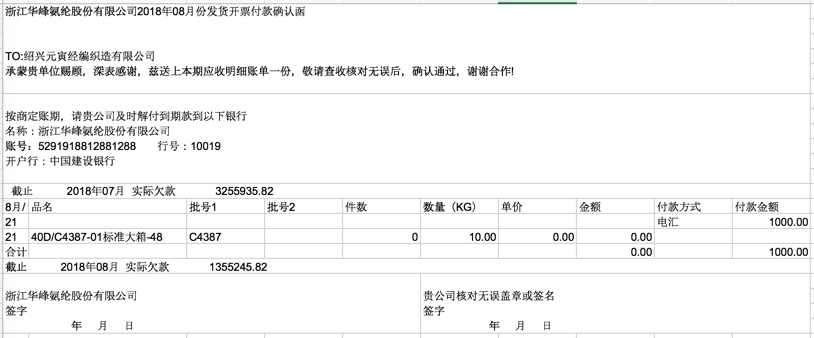 浙江华峰氨纶股份有限公司2018年08月份发货开票付款确认函
TO:绍兴元寅经编织造有限公司
承蒙贵单位赐顾，深表感谢，兹送上本期应收明细账单一份，敬请查收核对无误后，确认通过，谢谢合作!
按商定账期，请贵公司及时解付到期款到以下银行
名称：浙江华峰氨纶股份有限公司
账号：5291918812881288 行号：10019
开户行：中国建设银行
截止 2018年07月 实际欠款 3255935.82
8月/ 品名 批号1 批号2 件数 数量（KG） 单价 金额 付款方式 付款金额
21 电汇 1000.00
21 40D/C4387-01标准大箱-48 C4387 0 10.00 0.00 0.00
合计 0.00 1000.00
截止 2018年08月 实际欠款 1355245.82
浙江华峰氨纶股份有限公司 贵公司核对无误盖章或签名
签字 签字
年 月 日 年 月 日